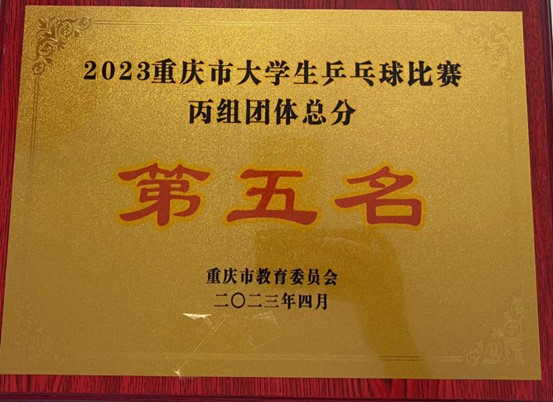 2023重庆市大学生乒乓球比赛
丙组团体总分
第五名
重庆市教育委员会
二〇二三年四月